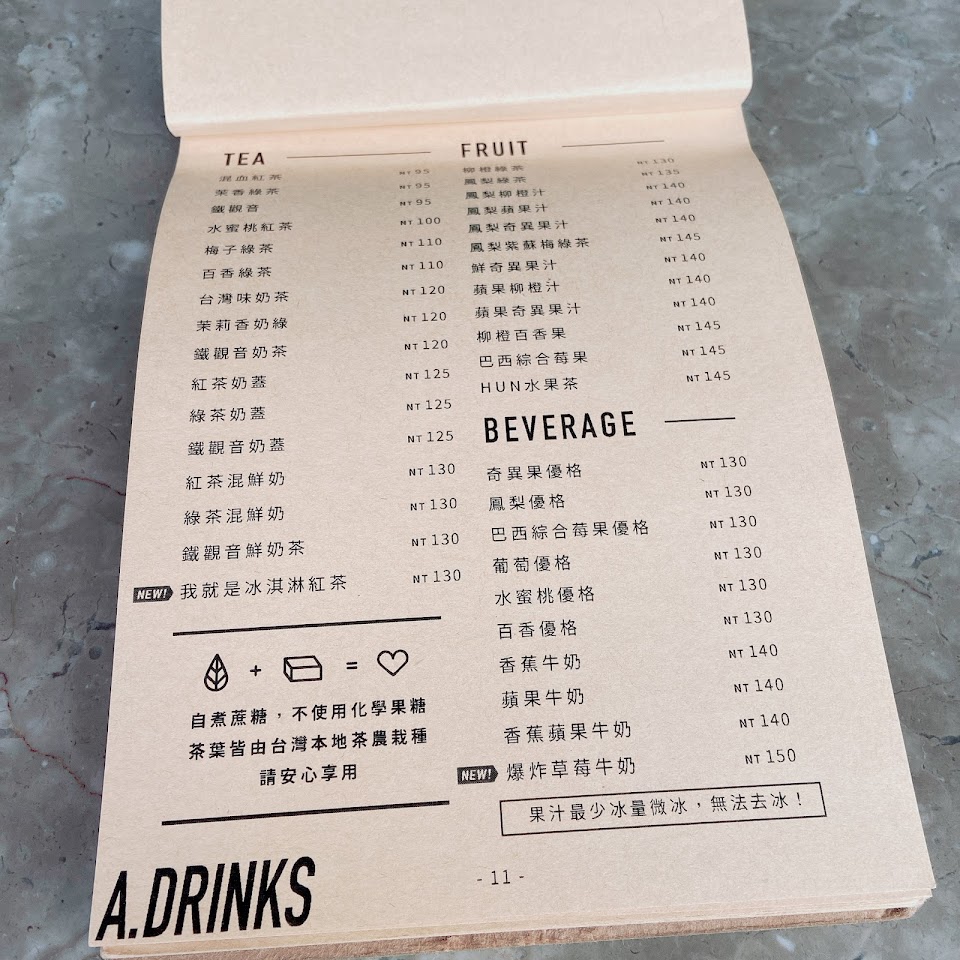 TEA
混血紅茶 NT 95
茉香綠茶 NT 95
鐵觀音 NT 95
水蜜桃紅茶 NT 100
梅子綠茶 NT 110
百香綠茶 NT 110
台灣味奶茶 NT 120
茉莉香奶綠 NT 120
鐵觀音奶茶 NT 120
紅茶奶蓋 NT 125
綠茶奶蓋 NT 125
鐵觀音奶蓋 NT 125
紅茶混鮮奶 NT 130
綠茶混鮮奶 NT 130
鐵觀音鮮奶茶 NT 130
NEW! 我就是冰淇淋紅茶 NT 130
+ =
自煮蔗糖，不使用化學果糖
茶葉皆由台灣本地茶農栽種
請安心享用
FRUIT
柳橙綠茶 NT 130
鳳梨綠茶 NT 135
鳳梨柳橙汁 NT 140
鳳梨蘋果汁 NT 140
鳳梨奇異果汁 NT 140
鳳梨紫蘇梅綠茶 NT 145
鮮奇異果汁 NT 140
蘋果柳橙汁 NT 140
蘋果奇異果汁 NT 140
柳橙百香果 NT 145
巴西綜合莓果 NT 145
HUN水果茶 NT 145
BEVERAGE
奇異果優格 NT 130
鳳梨優格 NT 130
巴西綜合莓果優格 NT 130
葡萄優格 NT 130
水蜜桃優格 NT 130
百香優格 NT 130
香蕉牛奶 NT 140
蘋果牛奶 NT 140
香蕉蘋果牛奶 NT 140
NEW! 爆炸草莓牛奶 NT 150
果汁最少冰量微冰，無法去冰！
- 11 -
A.DRINKS